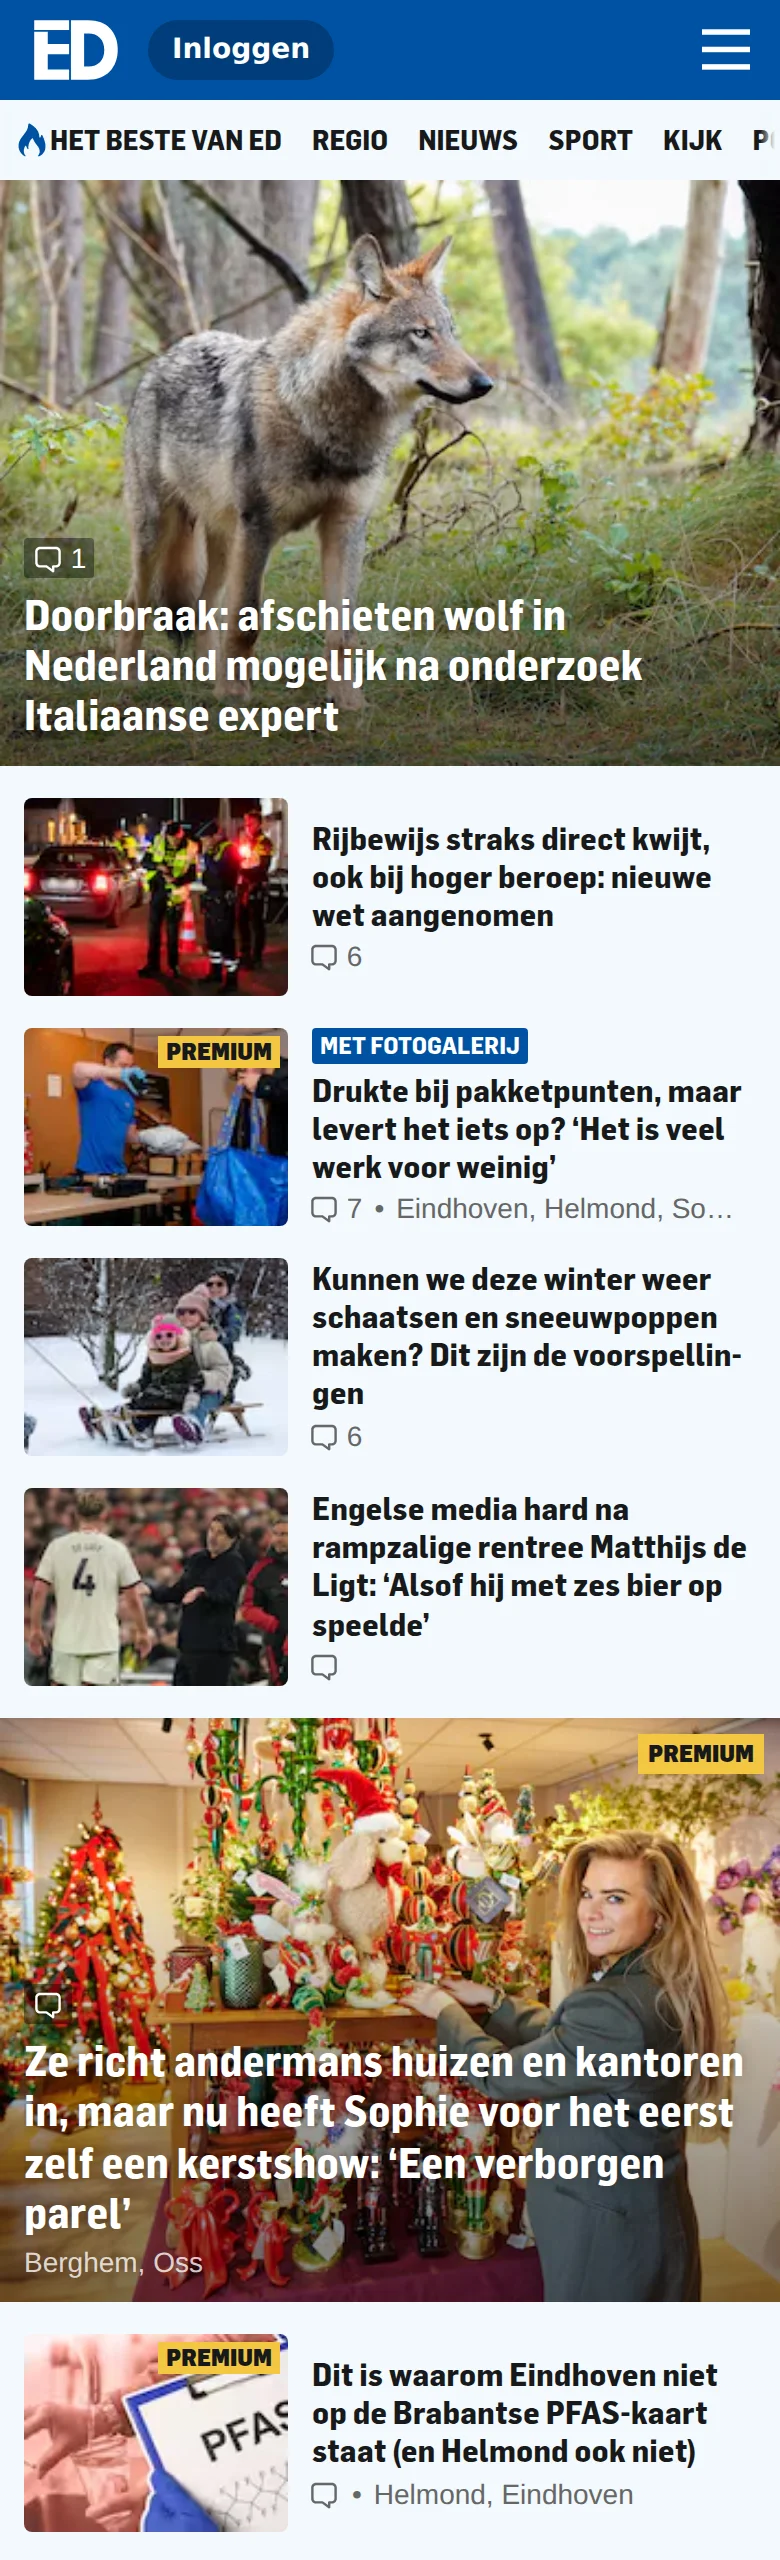 ED
Inloggen
HET BESTE VAN ED REGIO NIEUWS SPORT KIJK
1
Doorbraak: afschieten wolf in
Nederland mogelijk na onderzoek
Italiaanse expert
Rijbewijs straks direct kwijt,
ook bij hoger beroep: nieuwe
wet aangenomen
6
PREMIUM
MET FOTOGALERIJ
Drukte bij pakketpunten, maar
levert het iets op? ‘Het is veel
werk voor weinig’
7 • Eindhoven, Helmond, So…
Kunnen we deze winter weer
schaatsen en sneeuwpoppen
maken? Dit zijn de voorspellin-
gen
6
4
Engelse media hard na
rampzalige rentree Matthijs de
Ligt: ‘Alsof hij met zes bier op
speelde’
PREMIUM
Ze richt andermans huizen en kantoren
in, maar nu heeft Sophie voor het eerst
zelf een kerstshow: ‘Een verborgen
parel’
Berghem, Oss
PREMIUM
PFAS
Dit is waarom Eindhoven niet
op de Brabantse PFAS-kaart
staat (en Helmond ook niet)
• Helmond, Eindhoven